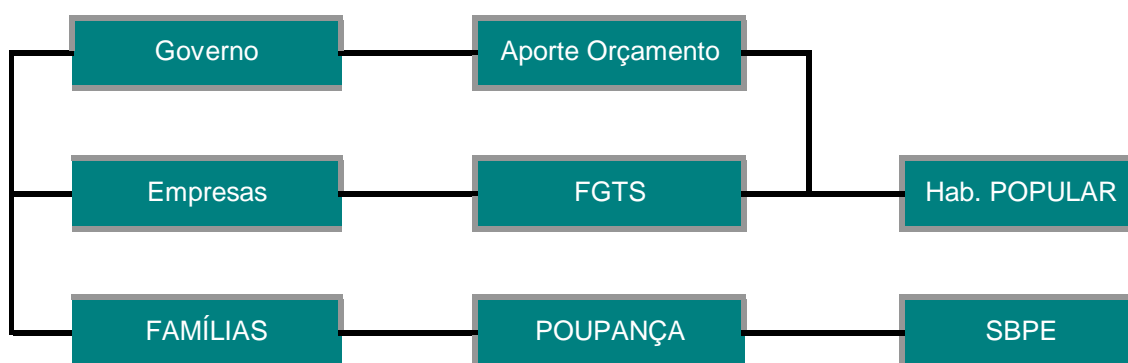 Governo
Aporte Orçamento
Empresas
FGTS
Hab. POPULAR
FAMÍLIAS
POUPANÇA
SBPE